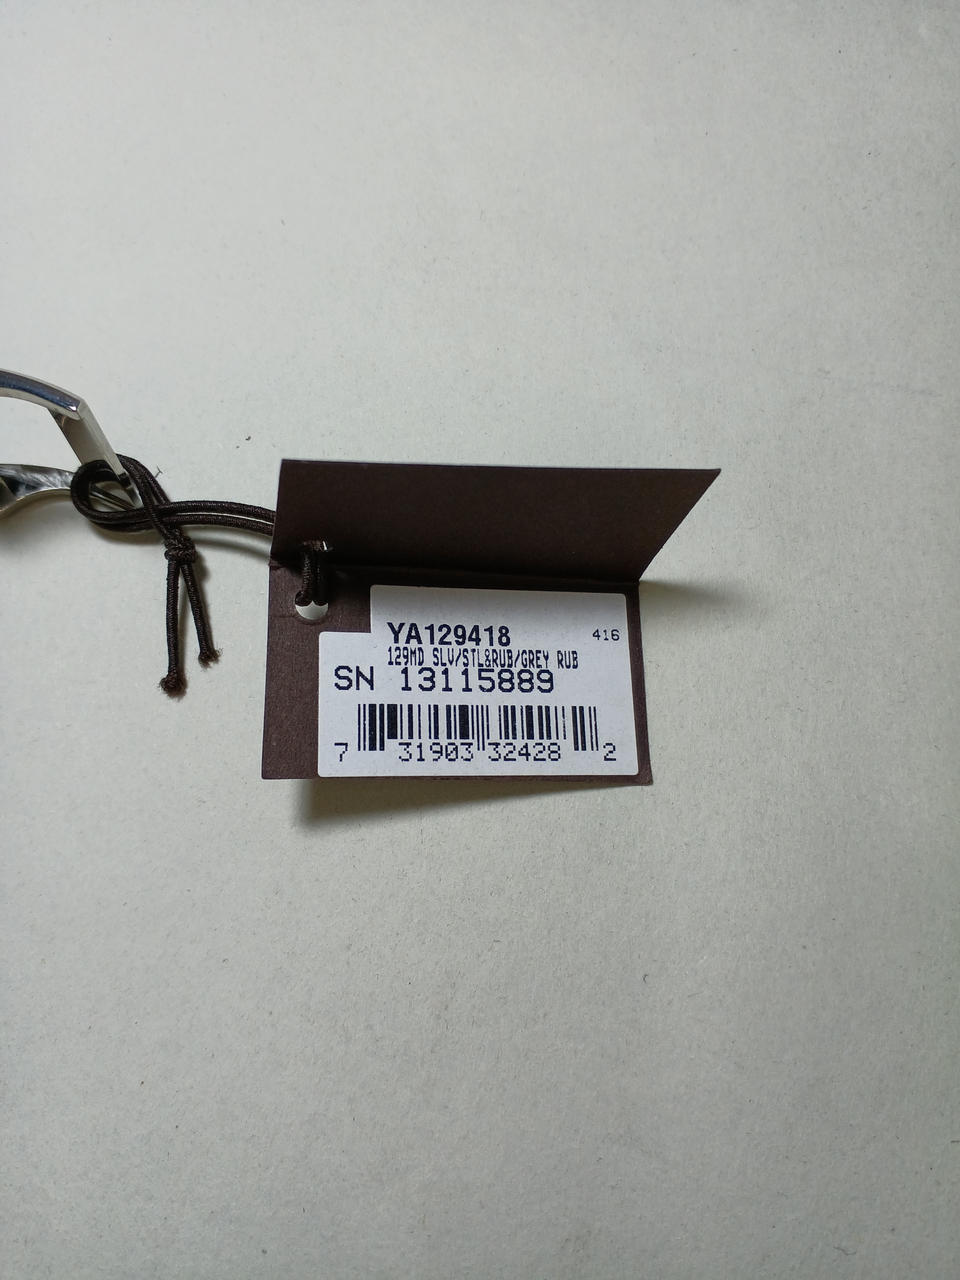 YA129418 416
129MD SLV/STL&RUB/GREY RUB
SN 13115889
7 31903 32428 2